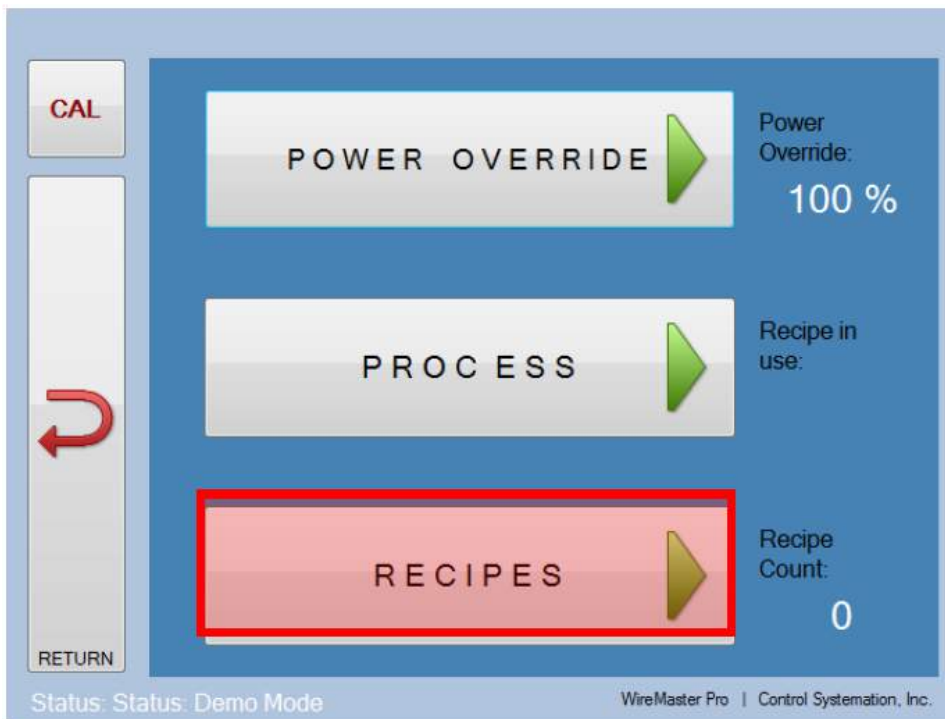 CAL
POWER OVERRIDE
Power
Override:
100 %
PROCESS
Recipe in
use:
RECIPES
Recipe
Count:
0
RETURN
Status: Status: Demo Mode
WireMaster Pro | Control Systemation, Inc.